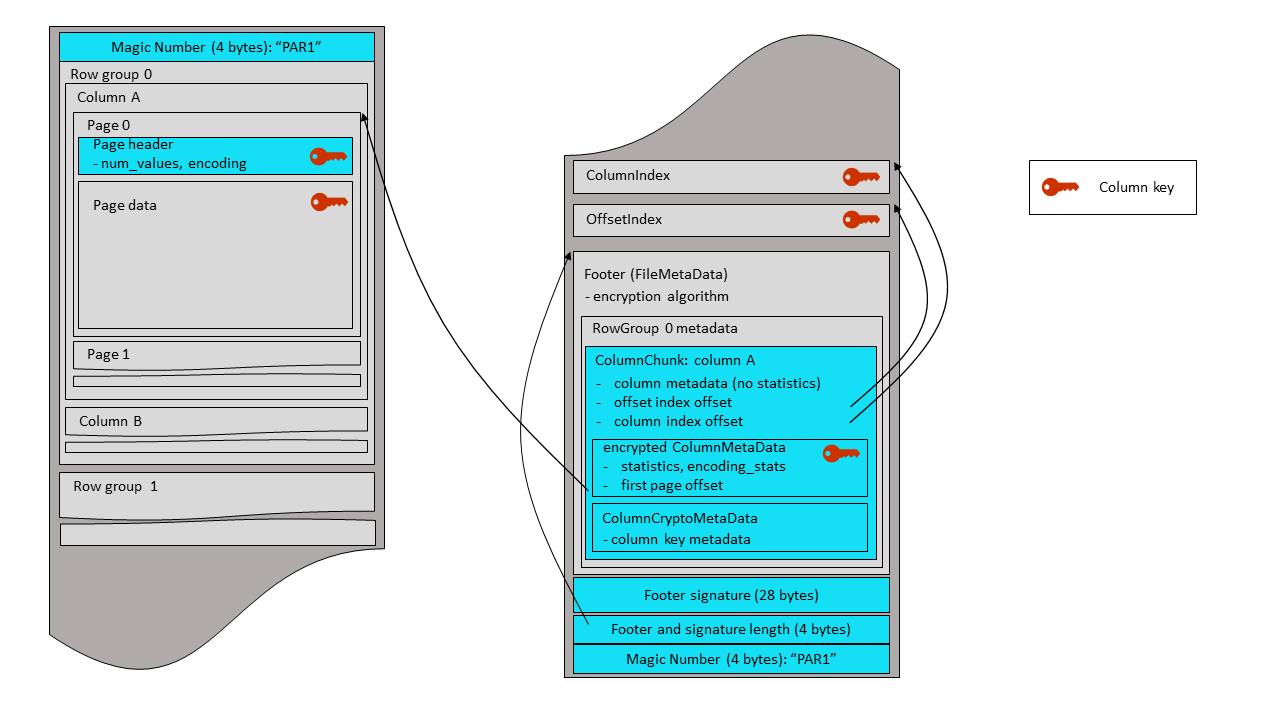 Magic Number (4 bytes): “PAR1”
Row group 0
Column A
Page 0
Page header
- num_values, encoding
Page data
Page 1
Column B
Row group 1
ColumnIndex
OffsetIndex
Footer (FileMetaData)
- encryption algorithm
RowGroup 0 metadata
ColumnChunk: column A
- column metadata (no statistics)
- offset index offset
- column index offset
encrypted ColumnMetaData
- statistics, encoding_stats
- first page offset
ColumnCryptoMetaData
- column key metadata
Footer signature (28 bytes)
Footer and signature length (4 bytes)
Magic Number (4 bytes): “PAR1”
Column key